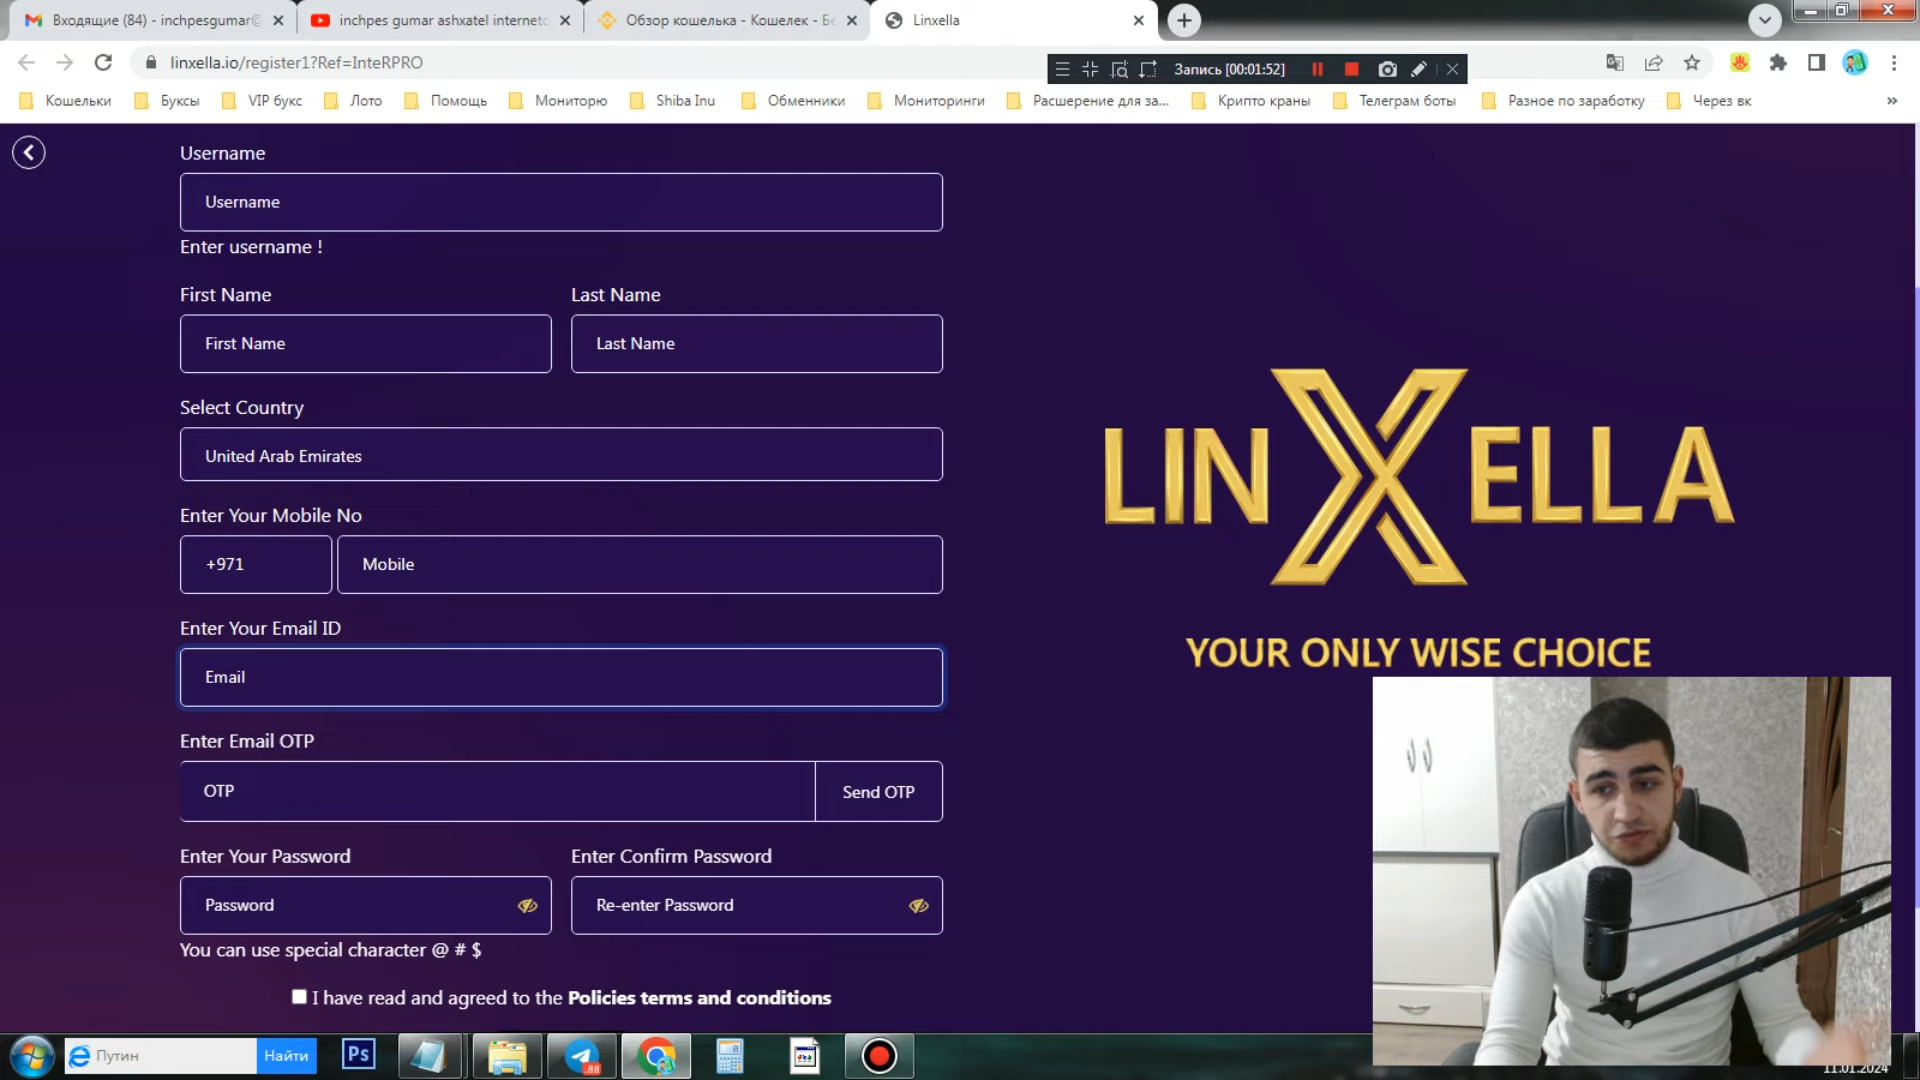 Входящие (84) - inchpesgumar@
inchpes gumar ashxatel interneto
Обзор кошелька - Кошелек - Бе
Linxella
linxella.io/register1?Ref=InteRPRO
Запись [00:01:52]
Кошельки
Буксы
VIP букс
Лото
Помощь
Мониторю
Shiba Inu
Обменники
Мониторинги
Расшерение для за...
Крипто краны
Телеграм боты
Разное по заработку
Через вк
»
Username
Username
Enter username !
First Name
Last Name
First Name
Last Name
Select Country
United Arab Emirates
Enter Your Mobile No
+971
Mobile
Enter Your Email ID
Email
Enter Email OTP
OTP
Send OTP
Enter Your Password
Enter Confirm Password
Password
Re-enter Password
You can use special character @ # $
I have read and agreed to the Policies terms and conditions
LINXELLA
YOUR ONLY WISE CHOICE
Путин
Найти
Ps
88
11.01.2024